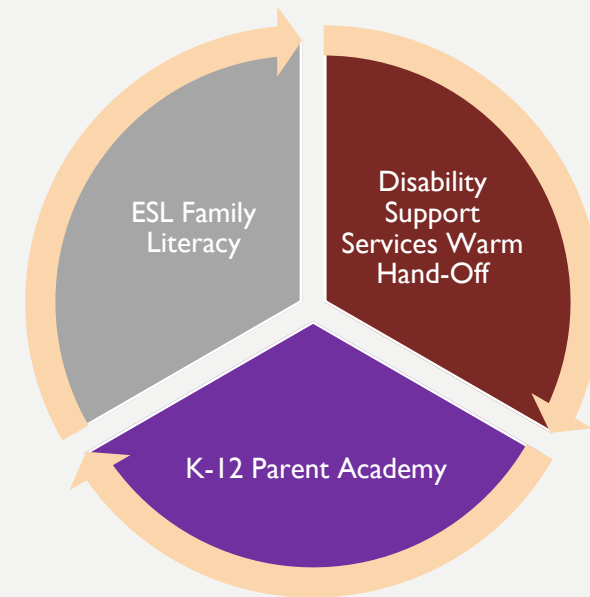 ESL Family
Literacy
Disability
Support
Services Warm
Hand-Off
K-12 Parent Academy